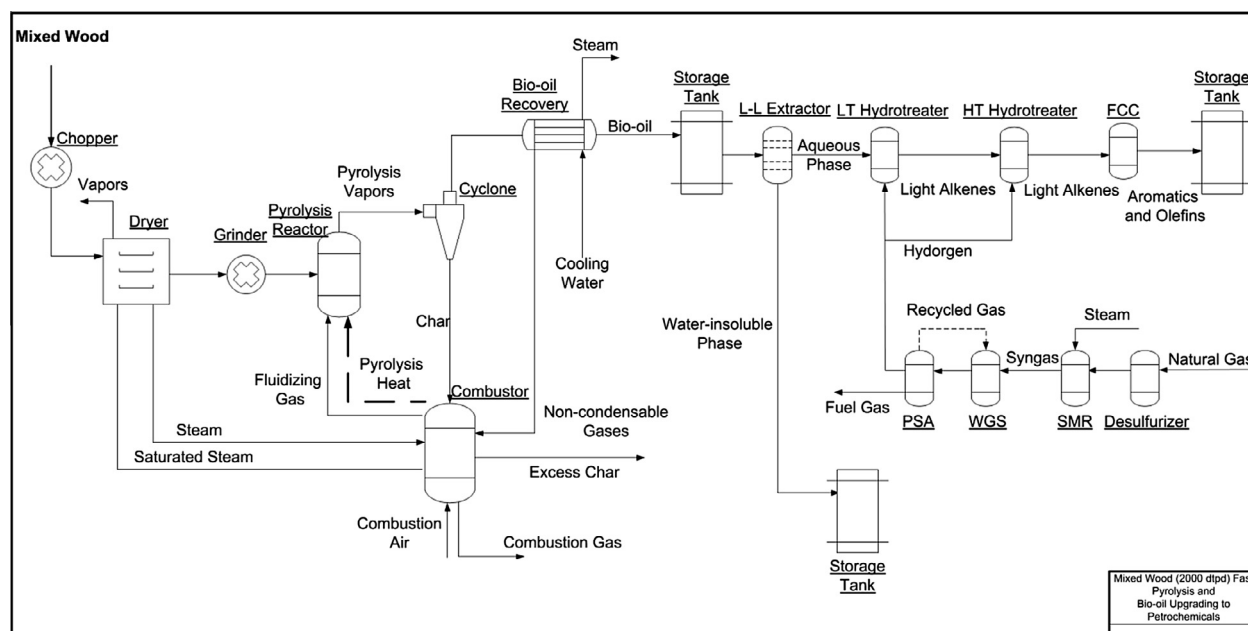 Mixed Wood
Chopper
Vapors
Dryer
Grinder
Pyrolysis
Reactor
Pyrolysis
Vapors
Cyclone
Bio-oil
Recovery
Steam
Bio-oil
Cooling
Water
Char
Fluidizing
Gas
Pyrolysis
Heat
Combustor
Non-condensable
Gases
Steam
Saturated Steam
Excess Char
Combustion
Air
Combustion Gas
Storage
Tank
L-L Extractor
Aqueous
Phase
LT Hydrotreater
Light Alkenes
HT Hydrotreater
Light Alkenes
FCC
Aromatics
and Olefins
Storage
Tank
Hydorgen
Water-insoluble
Phase
Recycled Gas
Steam
Syngas
Natural Gas
Fuel Gas
PSA
WGS
SMR
Desulfurizer
Storage
Tank
Mixed Wood (2000 dtpd) Fas
Pyrolysis and
Bio-oil Upgrading to
Petrochemicals